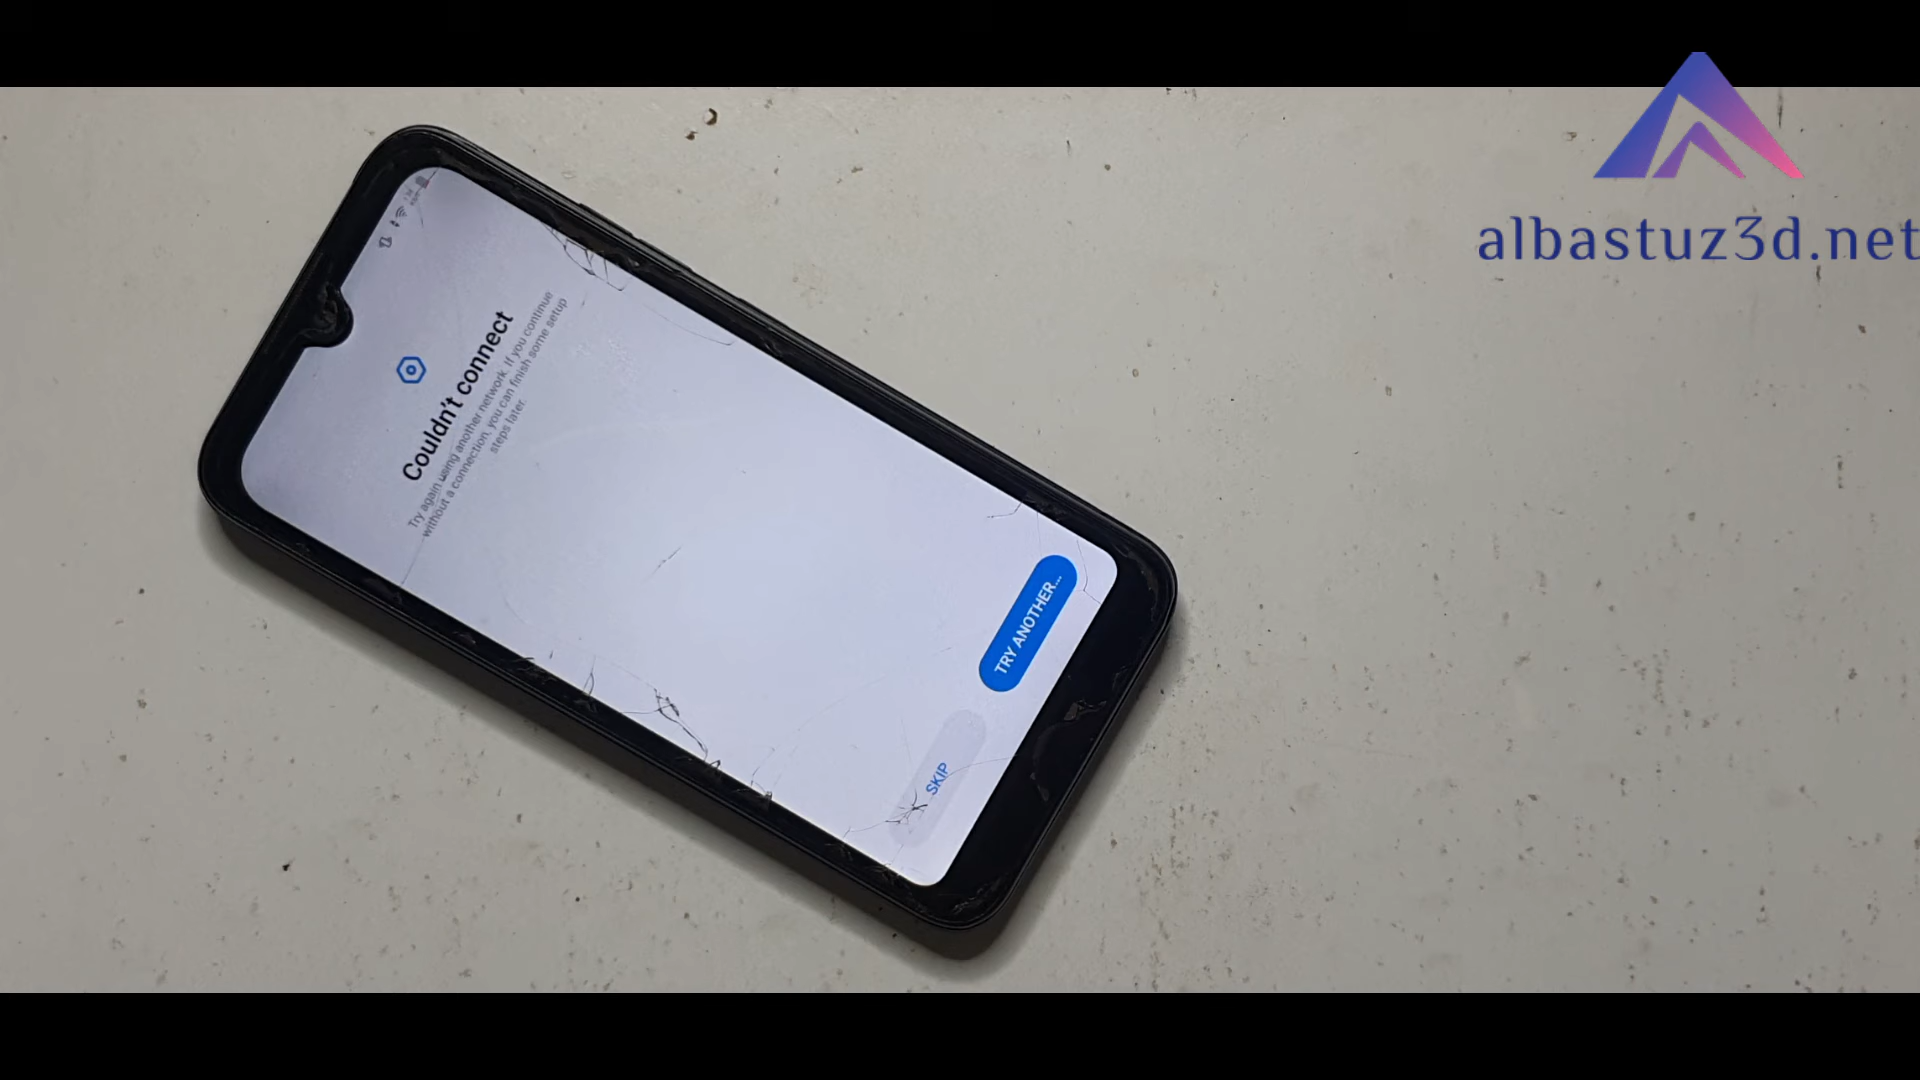 albastuz3d.net
Couldn't connect
Try again using another network. If you continue
without a connection, you can finish some setup
steps later.
TRY ANOTHER...
SKIP